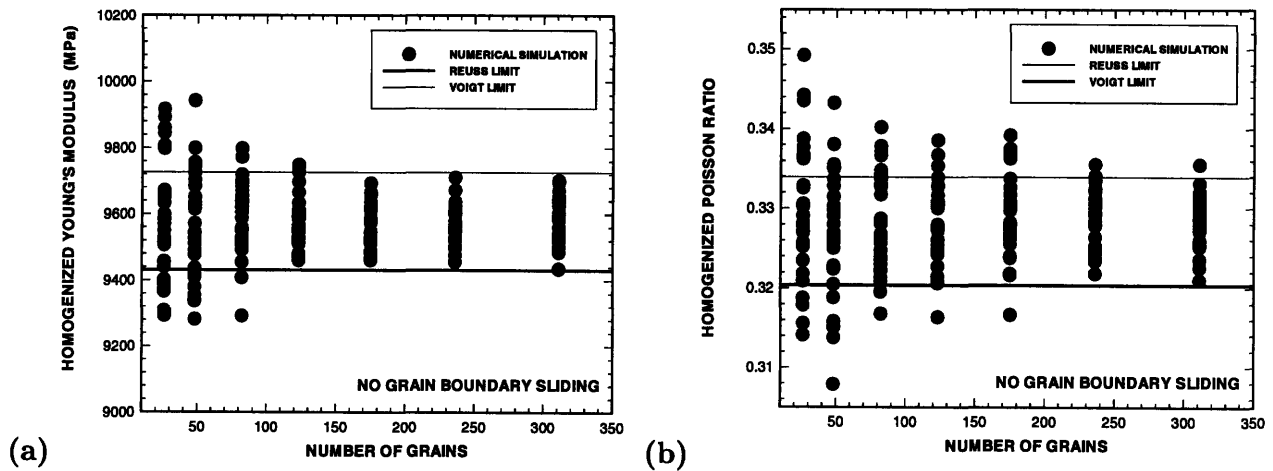 10200
10000
9800
9600
9400
9200
9000
HOMOGENIZED YOUNG'S MODULUS (MPa)
NUMERICAL SIMULATION
REUSS LIMIT
VOIGT LIMIT
NO GRAIN BOUNDARY SLIDING
50 100 150 200 250 300 350
NUMBER OF GRAINS
(a)
0.35
0.34
0.33
0.32
0.31
HOMOGENIZED POISSON RATIO
NUMERICAL SIMULATION
REUSS LIMIT
VOIGT LIMIT
NO GRAIN BOUNDARY SLIDING
50 100 150 200 250 300 350
NUMBER OF GRAINS
(b)